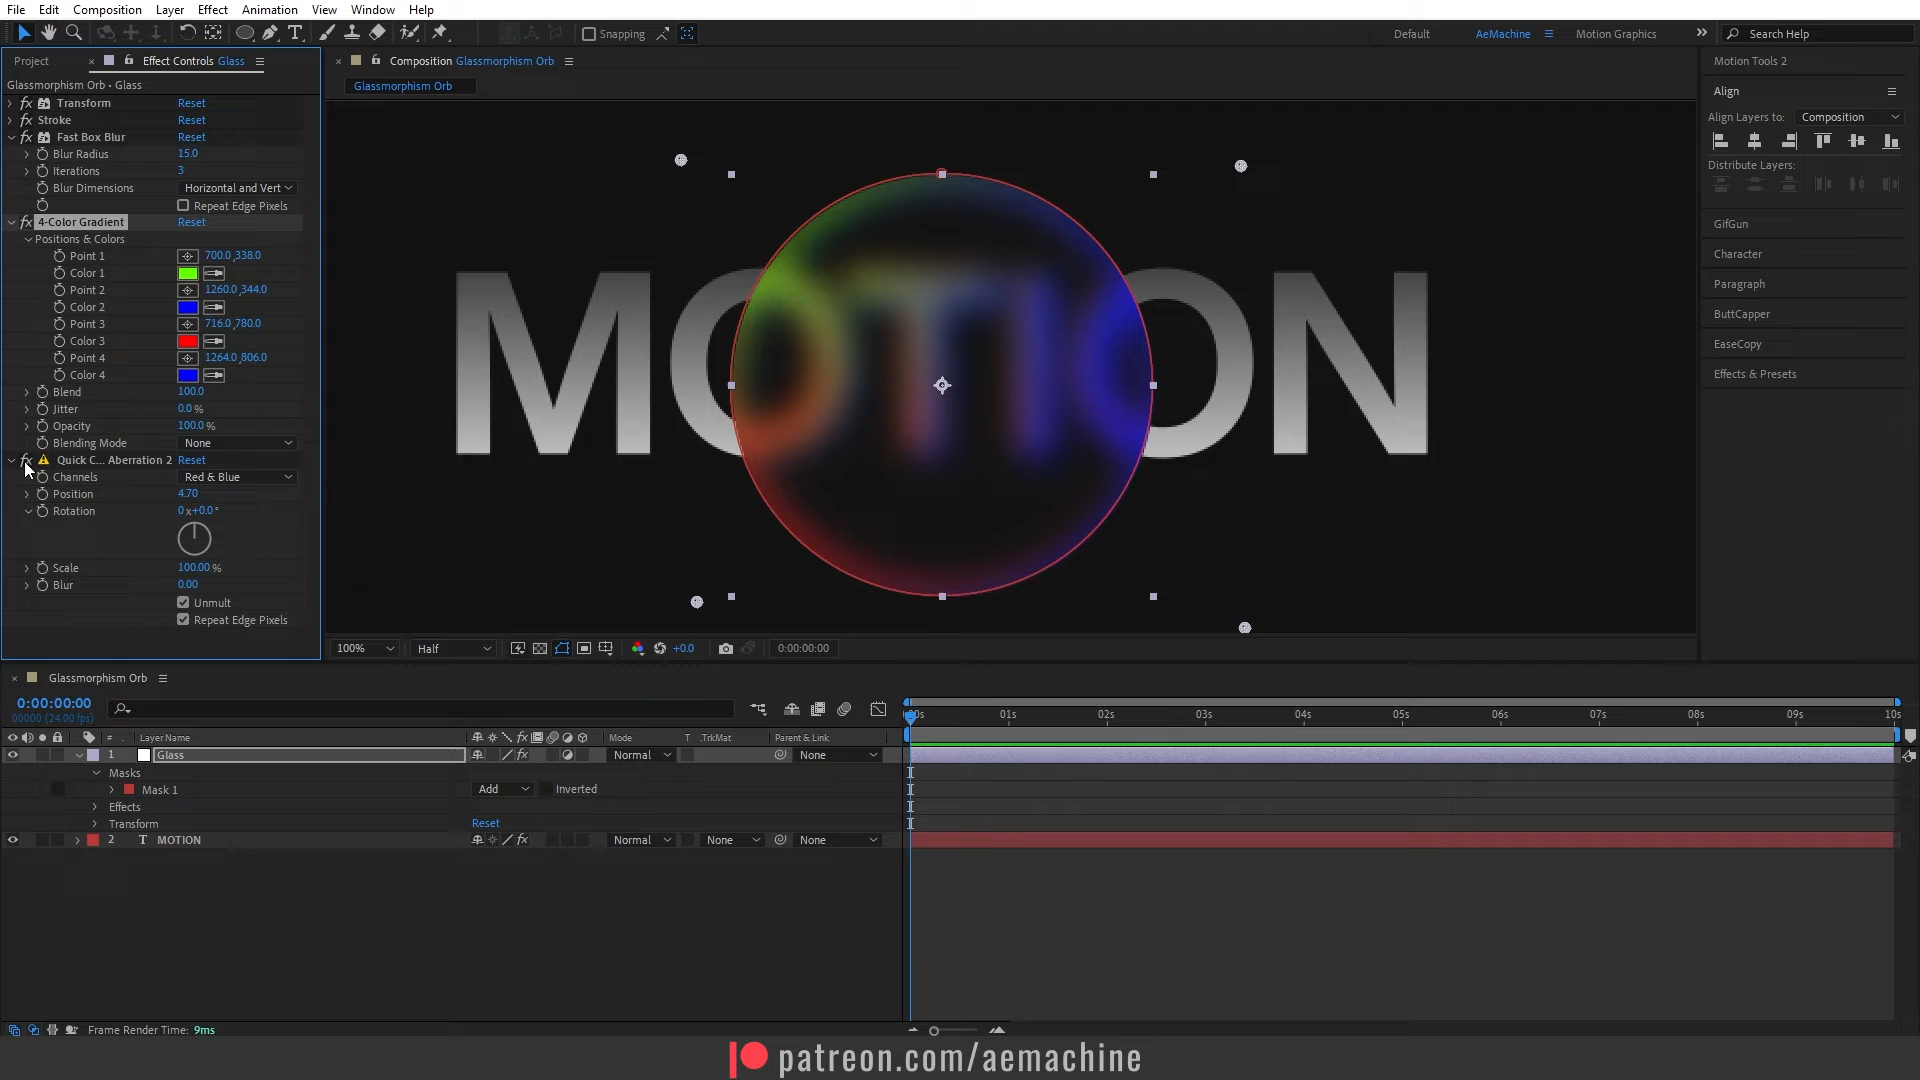 File Edit Composition Layer Effect Animation View Window Help
Snapping
Default AeMachine Motion Graphics Search Help
Project Effect Controls Glass
Glassmorphism Orb • Glass
fx Transform Reset
fx Stroke Reset
fx Fast Box Blur Reset
Blur Radius 15.0
Iterations 3
Blur Dimensions Horizontal and Vert
Repeat Edge Pixels
fx 4-Color Gradient Reset
Positions & Colors
Point 1 700.0,338.0
Color 1
Point 2 1260.0,344.0
Color 2
Point 3 716.0,780.0
Color 3
Point 4 1264.0,806.0
Color 4
Blend 100.0
Jitter 0.0 %
Opacity 100.0 %
Blending Mode None
fx Quick C... Aberration 2 Reset
Channels Red & Blue
Position 4.70
Rotation 0 x+0.0 °
Scale 100.00 %
Blur 0.00
Unmult
Repeat Edge Pixels
Composition Glassmorphism Orb
Glassmorphism Orb
MOTION
100% Half +0.0 0:00:00:00
Motion Tools 2
Align
Align Layers to: Composition
Distribute Layers:
GifGun
Character
Paragraph
ButtCapper
EaseCopy
Effects & Presets
Glassmorphism Orb
0:00:00:00
00000 (24.00 fps)
# Layer Name fx Mode T .TrkMat Parent & Link
:00s 01s 02s 03s 04s 05s 06s 07s 08s 09s 10s
1 Glass fx Normal None
Masks
Mask 1 Add Inverted
Effects
Transform Reset
2 T MOTION fx Normal None None
Frame Render Time: 9ms
patreon.com/aemachine